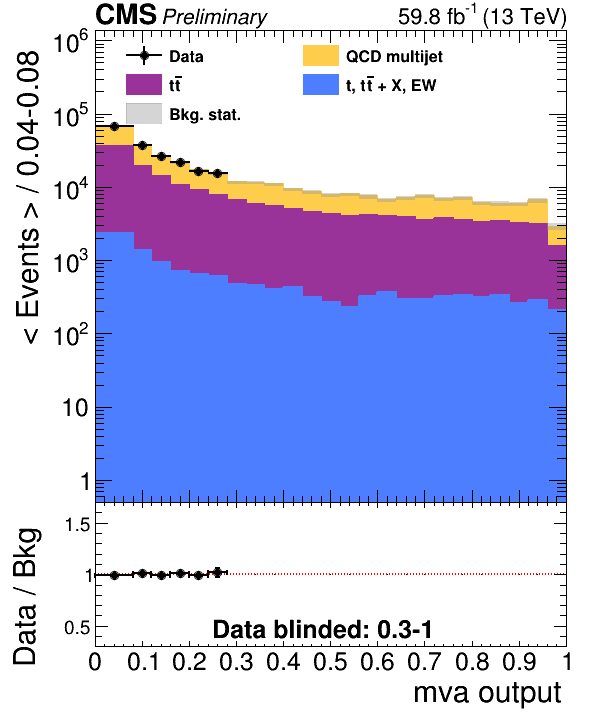 CMS Preliminary 59.8 fb⁻¹ (13 TeV)
Data QCD multijet
tt̅ t, tt̅ + X, EW
Bkg. stat.
< Events > / 0.04-0.08
10⁶
10⁵
10⁴
10³
10²
10
1
Data / Bkg
1.5
1
0.5
Data blinded: 0.3-1
0 0.1 0.2 0.3 0.4 0.5 0.6 0.7 0.8 0.9 1
mva output